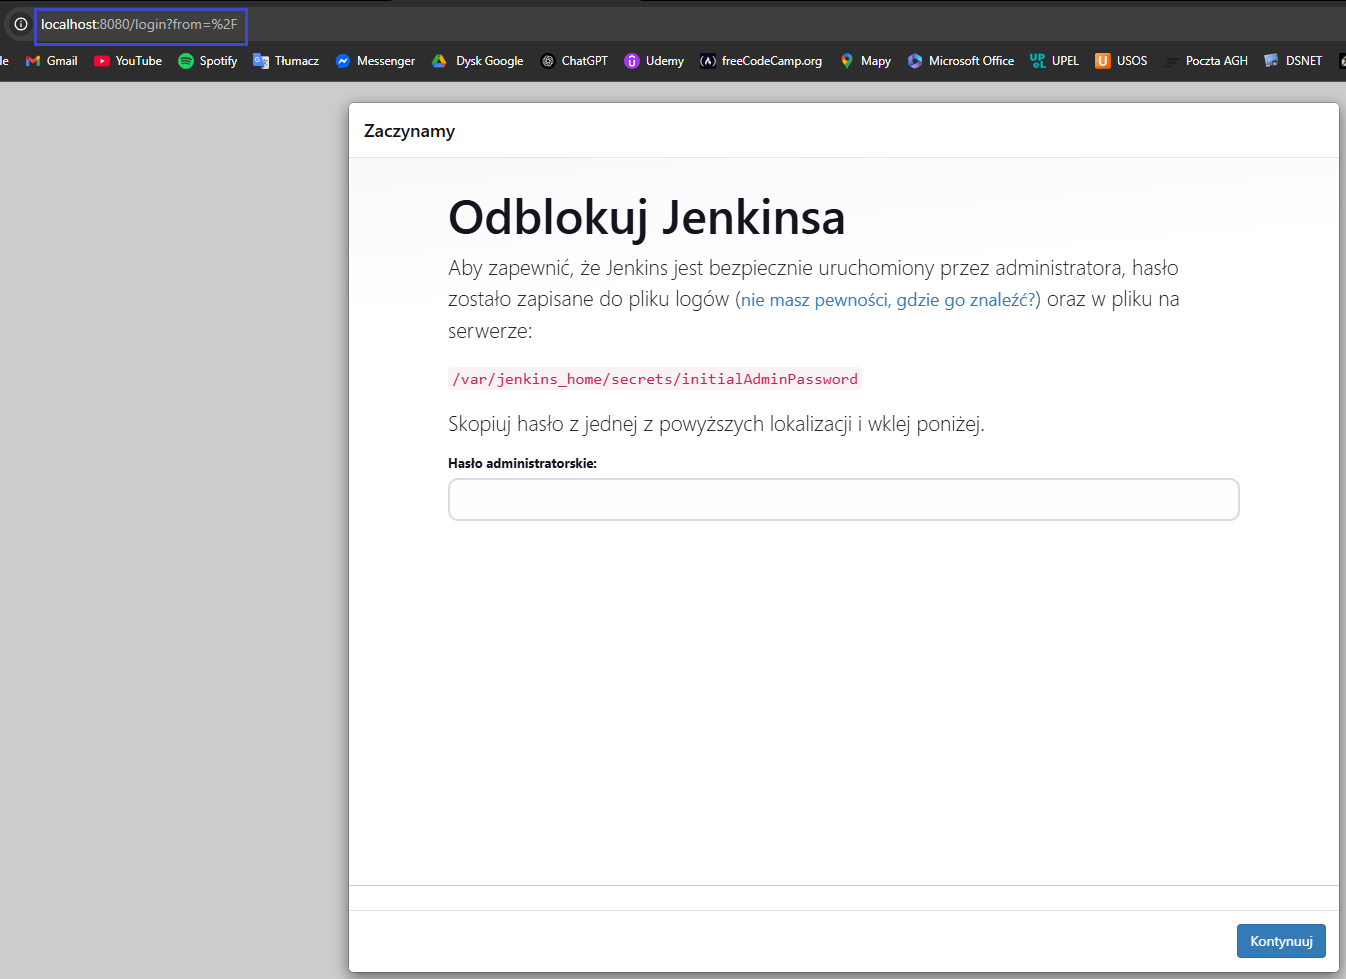 localhost:8080/login?from=%2F
le Gmail YouTube Spotify Tłumacz Messenger Dysk Google ChatGPT Udemy freeCodeCamp.org Mapy Microsoft Office UPEL UPEL U USOS Poczta AGH DSNET
Zaczynamy
Odblokuj Jenkinsa
Aby zapewnić, że Jenkins jest bezpiecznie uruchomiony przez administratora, hasło
zostało zapisane do pliku logów (nie masz pewności, gdzie go znaleźć?) oraz w pliku na
serwerze:
/var/jenkins_home/secrets/initialAdminPassword
Skopiuj hasło z jednej z powyższych lokalizacji i wklej poniżej.
Hasło administratorskie:
Kontynuuj